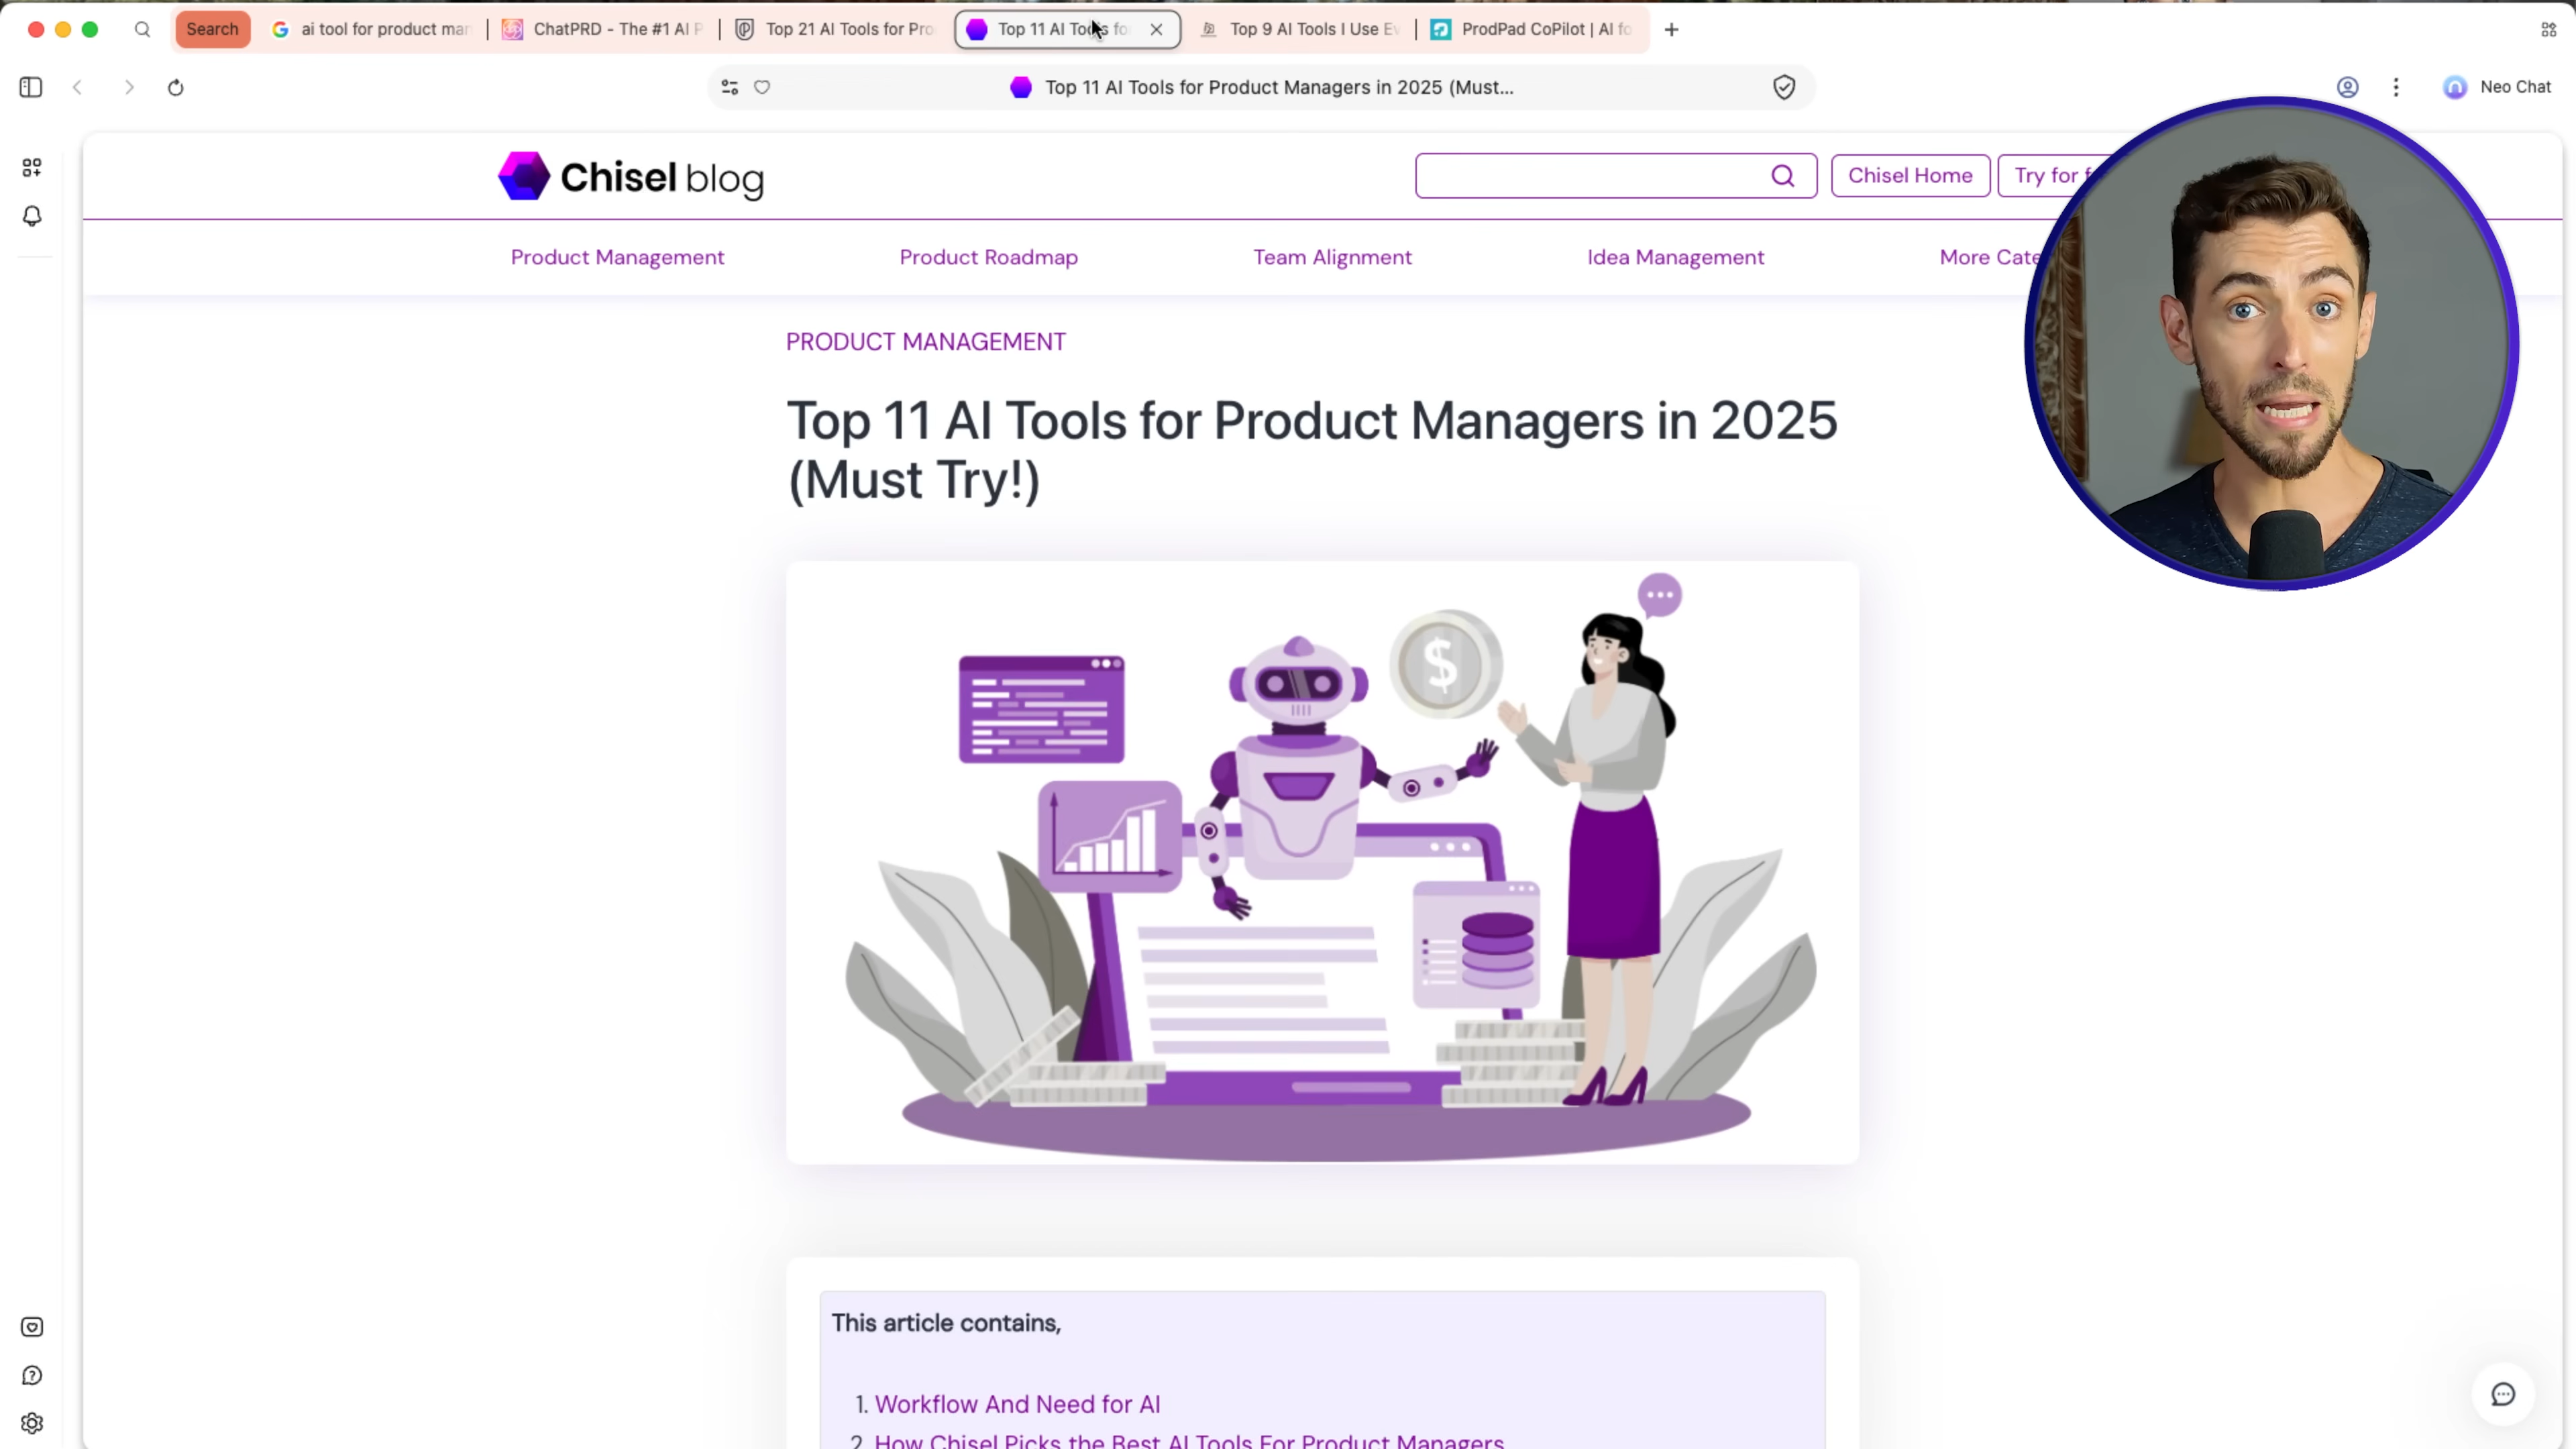 Search
ai tool for product mar
ChatPRD - The #1 AI P
Top 21 AI Tools for Pro
Top 11 AI Tools fo
Top 9 AI Tools I Use Ev
ProdPad CoPilot | AI fo
Top 11 AI Tools for Product Managers in 2025 (Must...
Neo Chat
Chisel blog
Chisel Home
Try for f
Product Management
Product Roadmap
Team Alignment
Idea Management
More Cate
PRODUCT MANAGEMENT
Top 11 AI Tools for Product Managers in 2025
(Must Try!)
$
This article contains,
1. Workflow And Need for AI
2. How Chisel Picks the Best AI Tools For Product Managers